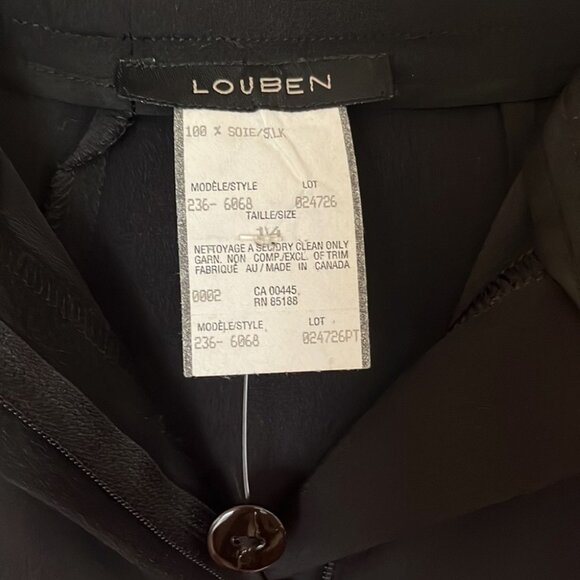 LOUBEN
100 % SOIE/SILK
MODÈLE/STYLE LOT
236- 6068 024726
TAILLE/SIZE
14
NETTOYAGE A SEC/DRY CLEAN ONLY
GARN. NON COMP./EXCL. OF TRIM
FABRIQUÉ AU/MADE IN CANADA
0002 CA 00445
RN 85188
MODÈLE/STYLE LOT
236- 6068 024726PT